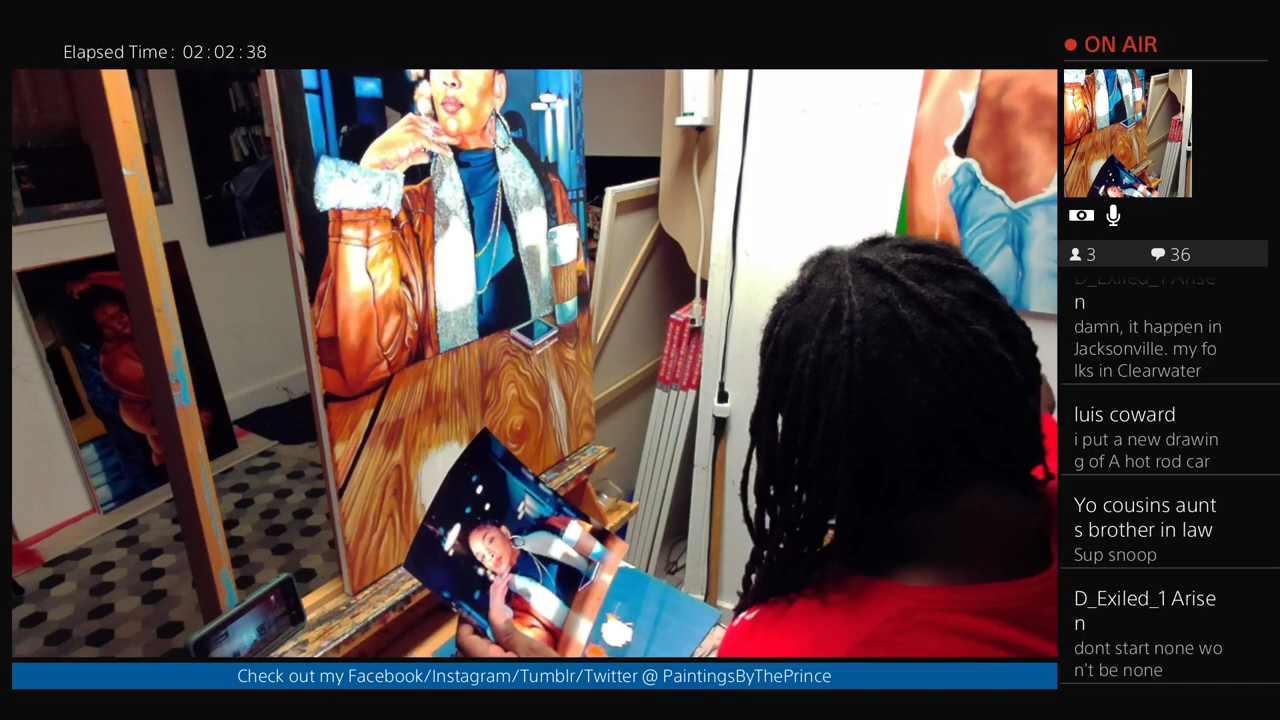 Elapsed Time: 02:02:38
ON AIR
3 36
D_Exiled_1 Arise
n
damn, it happen in
Jacksonville. my fo
lks in Clearwater
luis coward
i put a new drawin
g of A hot rod car
Yo cousins aunt
s brother in law
Sup snoop
D_Exiled_1 Arise
n
dont start none wo
n't be none
Check out my Facebook/Instagram/Tumblr/Twitter @ PaintingsByThePrince